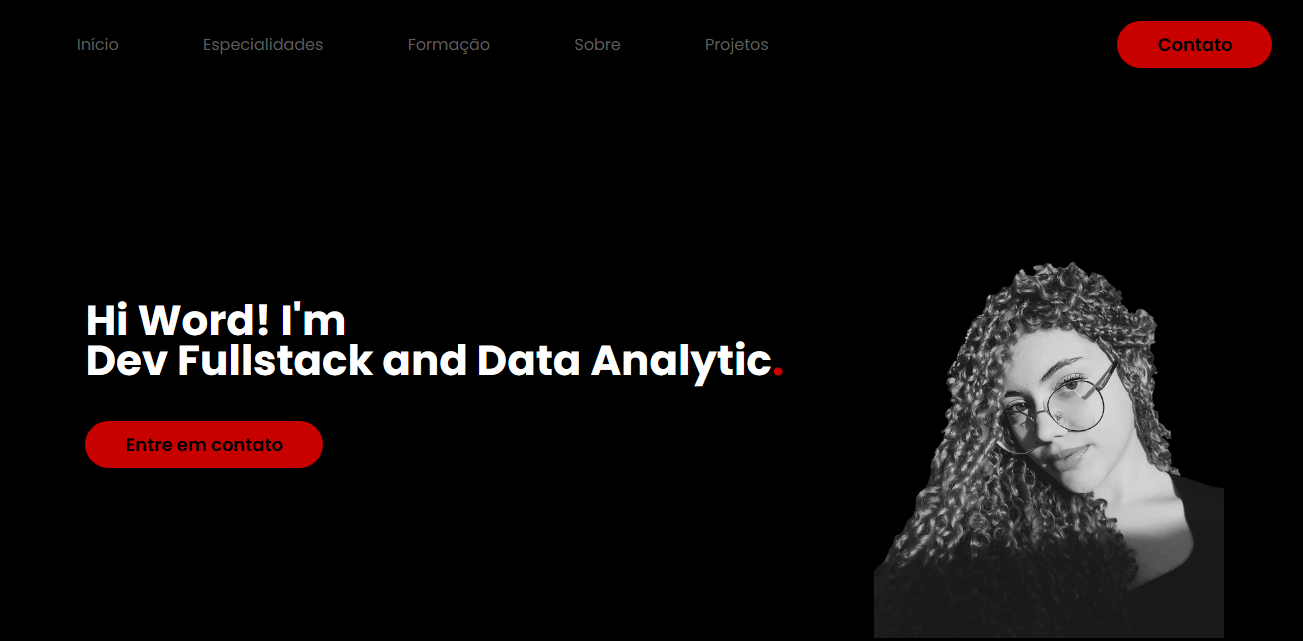 Início
Especialidades
Formação
Sobre
Projetos
Contato
Hi Word! I'm
Dev Fullstack and Data Analytic.
Entre em contato